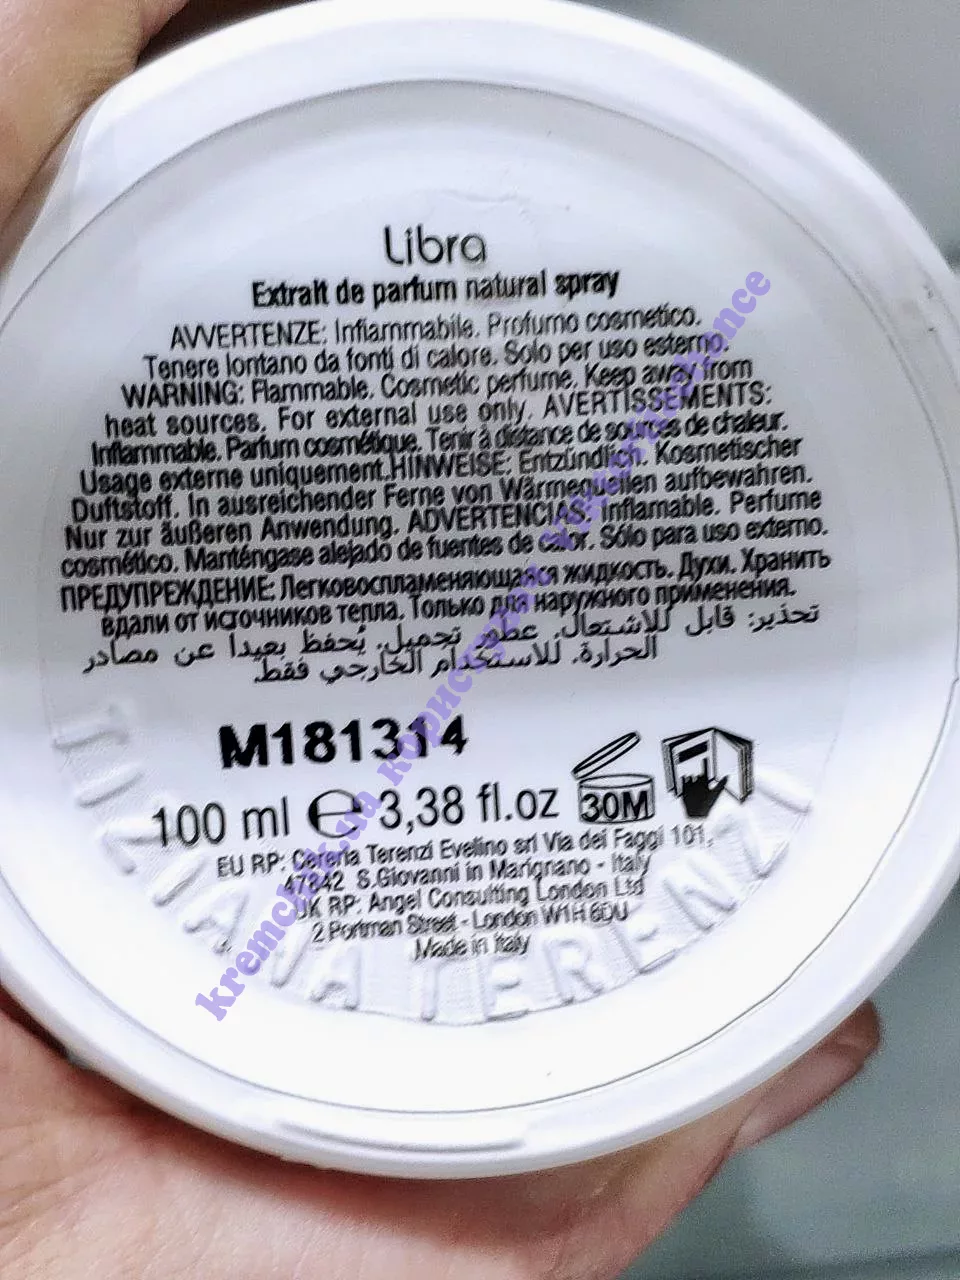 Libra
Extrait de parfum natural spray
AVVERTENZE: Infiammabile. Profumo cosmetico.
Tenere lontano da fonti di calore. Solo per uso esterno.
WARNING: Flammable. Cosmetic perfume. Keep away from
heat sources. For external use only. AVERTISSEMENTS:
Inflammable. Parfum cosmétique. Tenir à distance de sources de chaleur.
Usage externe uniquement.HINWEISE: Entzündlich. Kosmetischer
Duftstoff. In ausreichender Ferne von Wärmequellen aufbewahren.
Nur zur äußeren Anwendung. ADVERTENCIAS: Inflamable. Perfume
cosmético. Manténgase alejado de fuentes de calor. Sólo para uso externo.
ПРЕДУПРЕЖДЕНИЕ: Легковоспламеняющаяся жидкость. Духи. Хранить
вдали от источников тепла. Только для наружного применения.
تحذير: قابل للاشتعال. عطور تجميل. يُحفظ بعيدا عن مصادر
الحرارة. للاستخدام الخارجي فقط.
M181314
100 ml e 3,38 fl.oz 30M
EU RP: Cereria Terenzi Evelino srl Via dei Faggi 101,
47842 S.Giovanni in Marignano - Italy
UK RP: Angel Consulting London Ltd
2 Portman Street - London W1H 6DU
Made in Italy
TIZIANA TERENZI
kremchik.ua користувач